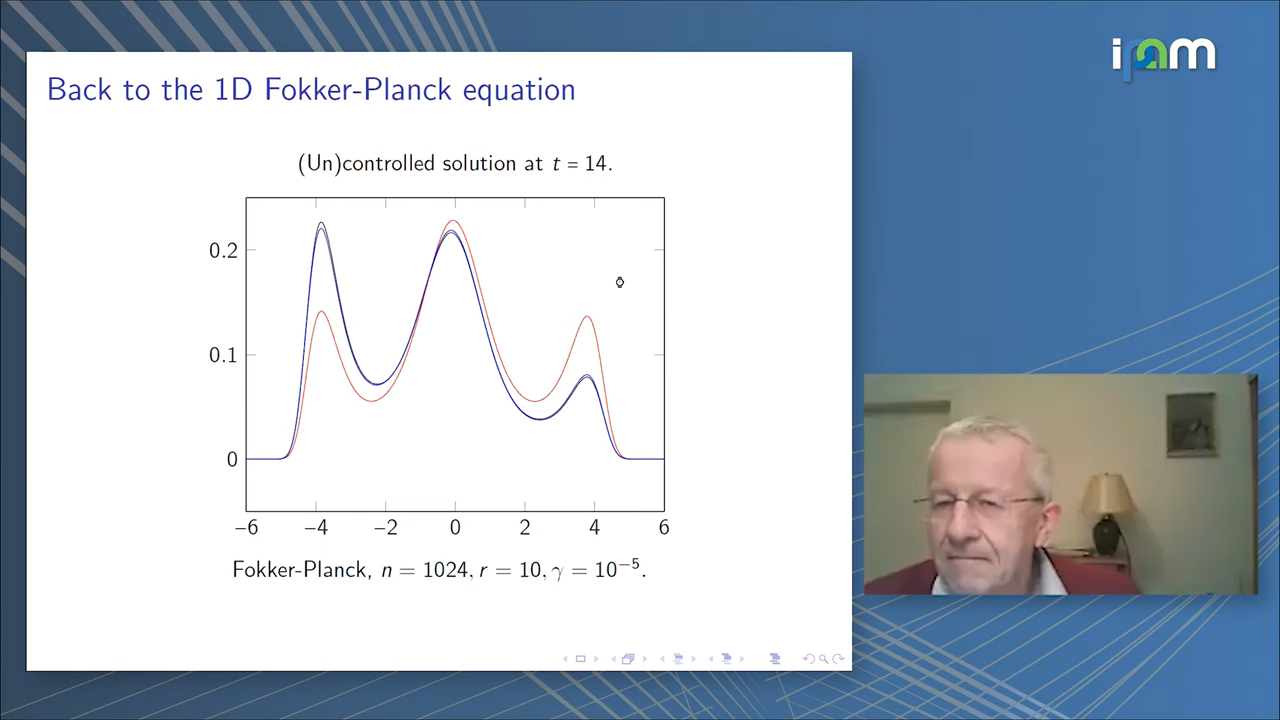 ipam
Back to the 1D Fokker-Planck equation
(Un)controlled solution at t = 14.
0.2
0.1
0
−6 −4 −2 0 2 4 6
Fokker-Planck, n = 1024, r = 10, γ = 10⁻⁵.